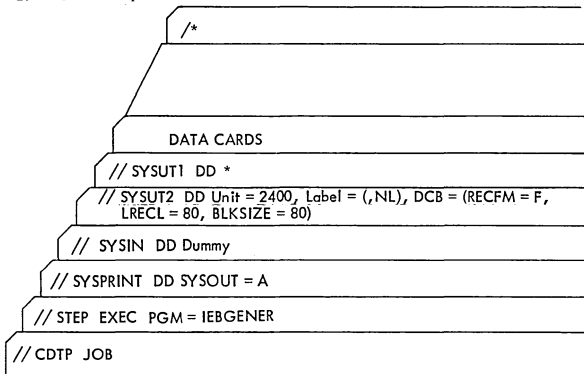 /*
DATA CARDS
// SYSUT1 DD *
// SYSUT2 DD Unit = 2400, Label = (,NL), DCB = (RECFM = F,
LRECL = 80, BLKSIZE = 80)
// SYSIN DD Dummy
// SYSPRINT DD SYSOUT = A
// STEP EXEC PGM = IEBGENER
// CDTP JOB